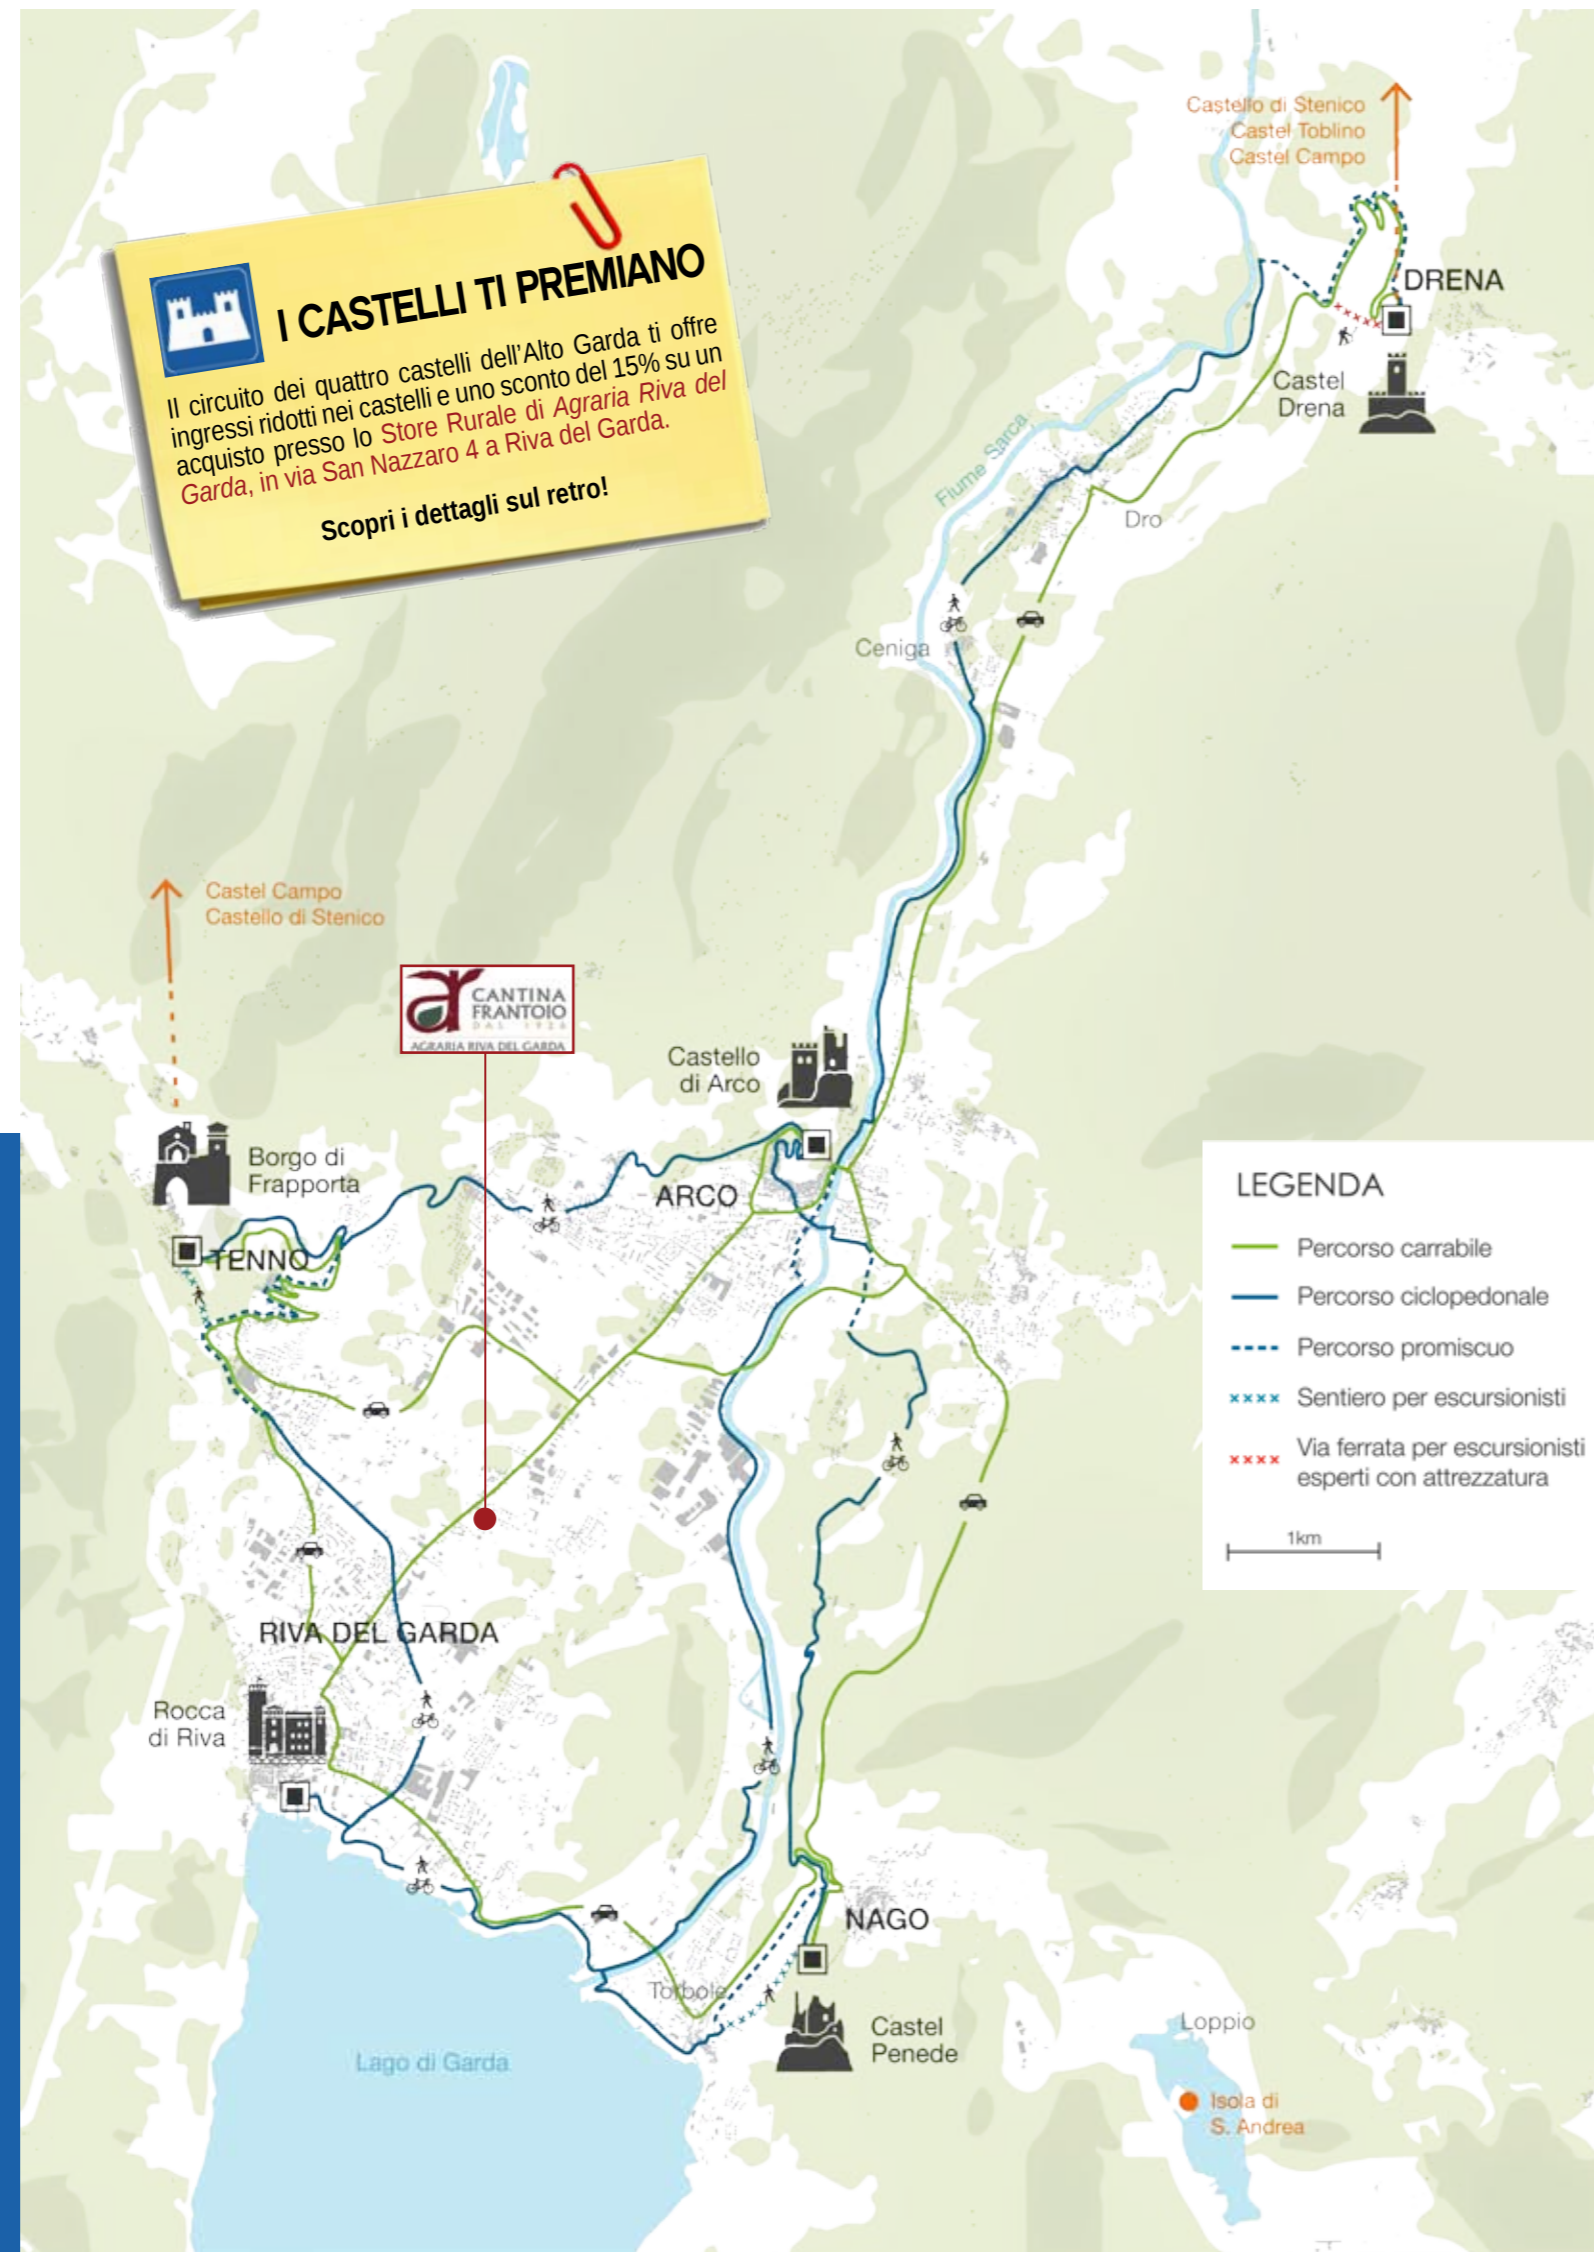 Castello di Stenico
Castel Toblino
Castel Campo
I CASTELLI TI PREMIANO
Il circuito dei quattro castelli dell'Alto Garda ti offre
ingressi ridotti nei castelli e uno sconto del 15% su un
acquisto presso lo Store Rurale di Agraria Riva del
Garda, in via San Nazzaro 4 a Riva del Garda.
Scopri i dettagli sul retro!
DRENA
Castel
Drena
Fiume Sarca
Dro
Ceniga
Castel Campo
Castello di Stenico
ar
CANTINA
FRANTOIO
DAL 1926
AGRARIA RIVA DEL GARDA
Castello
di Arco
Borgo di
Frapporta
ARCO
TENNO
LEGENDA
Percorso carrabile
Percorso ciclopedonale
Percorso promiscuo
Sentiero per escursionisti
Via ferrata per escursionisti
esperti con attrezzatura
1km
RIVA DEL GARDA
Rocca
di Riva
NAGO
Torbole
Castel
Penede
Loppio
Lago di Garda
Isola di
S. Andrea